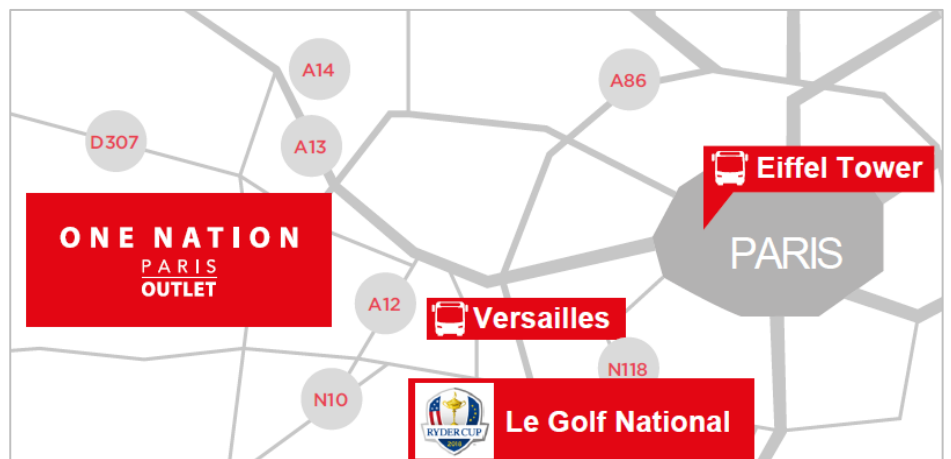 A14
A86
D307
A13
Eiffel Tower
ONE NATION
PARIS
OUTLET
PARIS
A12
Versailles
N118
N10
RYDER CUP
2018
Le Golf National